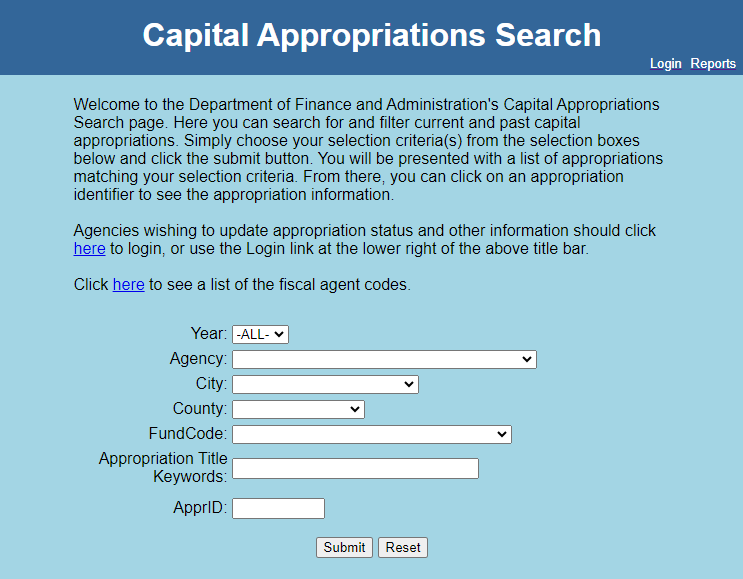 Capital Appropriations Search
Login Reports
Welcome to the Department of Finance and Administration's Capital Appropriations
Search page. Here you can search for and filter current and past capital
appropriations. Simply choose your selection criteria(s) from the selection boxes
below and click the submit button. You will be presented with a list of appropriations
matching your selection criteria. From there, you can click on an appropriation
identifier to see the appropriation information.
Agencies wishing to update appropriation status and other information should click
here to login, or use the Login link at the lower right of the above title bar.
Click here to see a list of the fiscal agent codes.
Year: -ALL-
Agency:
City:
County:
FundCode:
Appropriation Title
Keywords:
ApprID:
Submit Reset